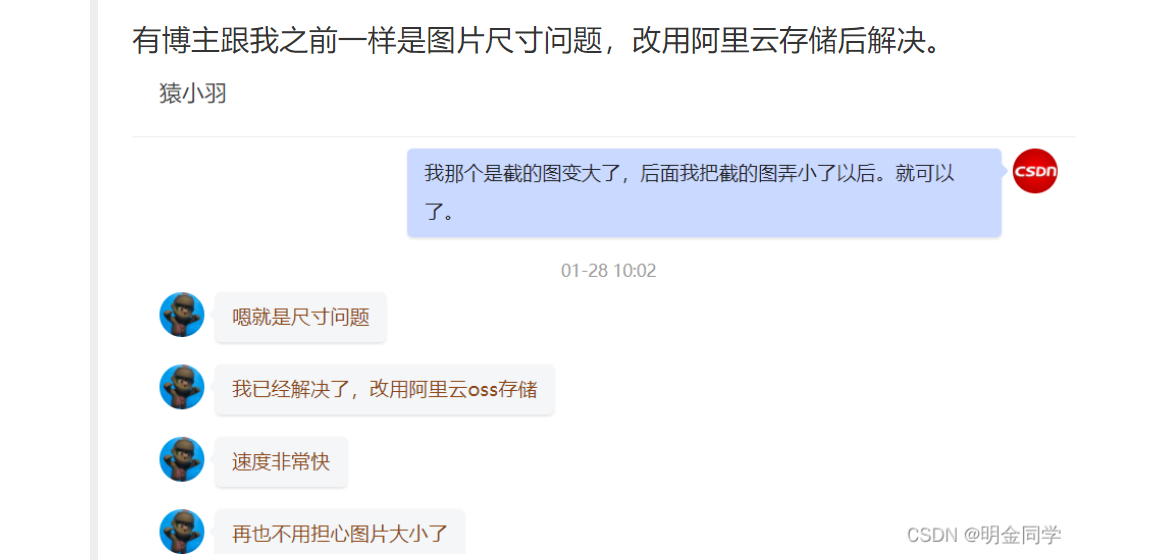 有博主跟我之前一样是图片尺寸问题，改用阿里云存储后解决。
猿小羽
我那个是截的图变大了，后面我把截的图弄小了以后。就可以
了。
CSDN
01-28 10:02
嗯就是尺寸问题
我已经解决了，改用阿里云oss存储
速度非常快
再也不用担心图片大小了
CSDN @明金同学